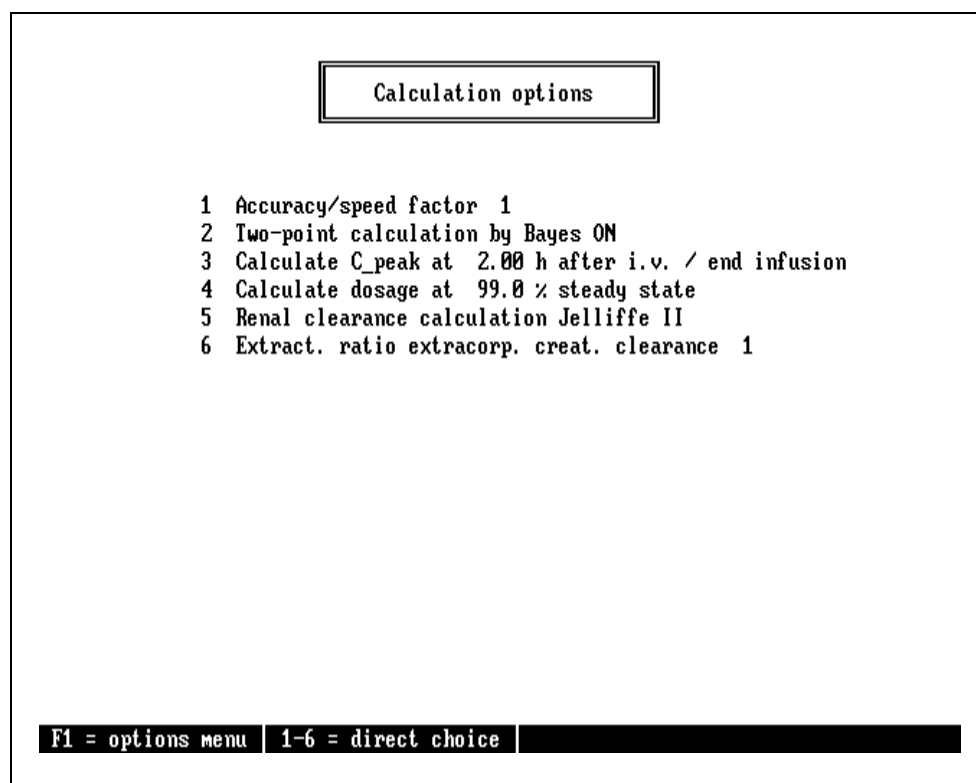 Calculation options
1 Accuracy/speed factor 1
2 Two-point calculation by Bayes ON
3 Calculate C_peak at 2.00 h after i.v. / end infusion
4 Calculate dosage at 99.0 % steady state
5 Renal clearance calculation Jelliffe II
6 Extract. ratio extracorp. creat. clearance 1
F1 = options menu | 1-6 = direct choice |